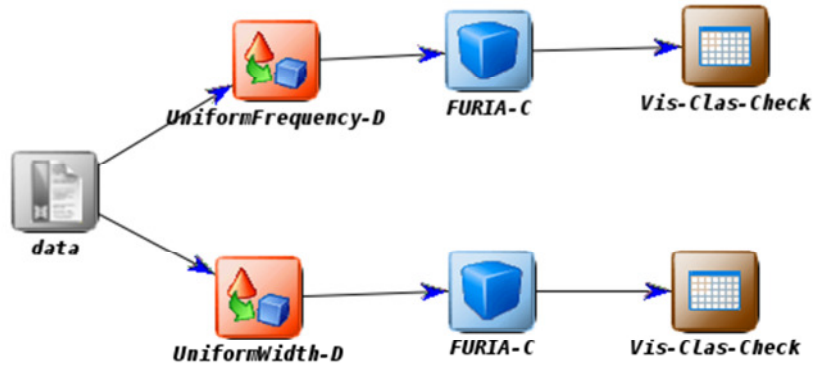 UniformFrequency-D
FURIA-C
Vis-Clas-Check
data
UniformWidth-D
FURIA-C
Vis-Clas-Check